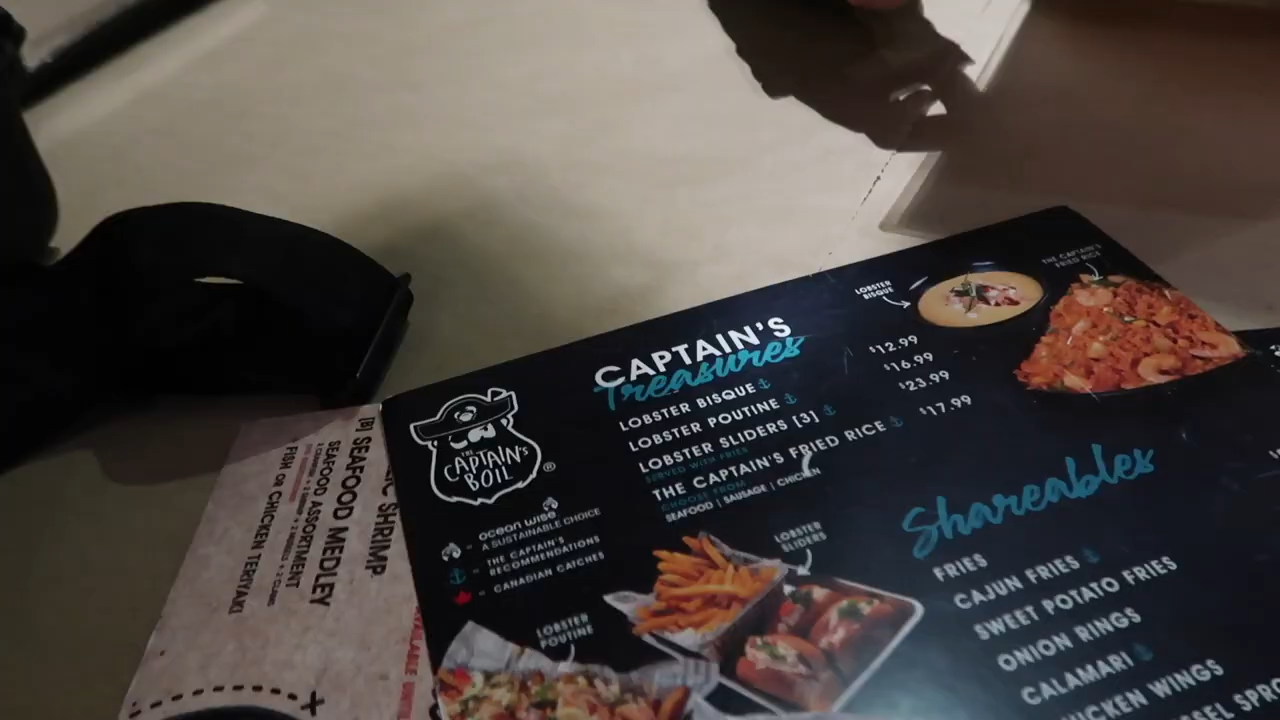 CAPTAIN'S
Treasures
LOBSTER BISQUE $12.99
LOBSTER POUTINE $16.99
LOBSTER SLIDERS [3] $23.99
SERVED WITH FRIES
THE CAPTAIN'S FRIED RICE $17.99
CHOOSE FROM
SEAFOOD | SAUSAGE | CHICKEN
LOBSTER
BISQUE
THE CAPTAIN'S
FRIED RICE
THE
CAPTAIN'S
BOIL ®
ocean wise
= A SUSTAINABLE CHOICE
= THE CAPTAIN'S
RECOMMENDATIONS
= CANADIAN CATCHES
LOBSTER
SLIDERS
LOBSTER
POUTINE
Shareables
FRIES
CAJUN FRIES
SWEET POTATO FRIES
ONION RINGS
CALAMARI
CHICKEN WINGS
SHRIMP
[B] SEAFOOD MEDLEY
SEAFOOD ASSORTMENT
FISH or CHICKEN TERIYAKI